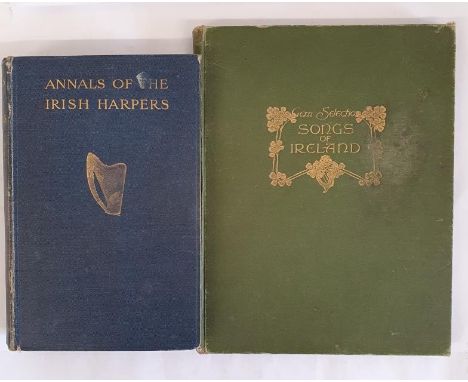 ANNALS OF THE
IRISH HARPERS
Gem Selection
SONGS
OF
IRELAND